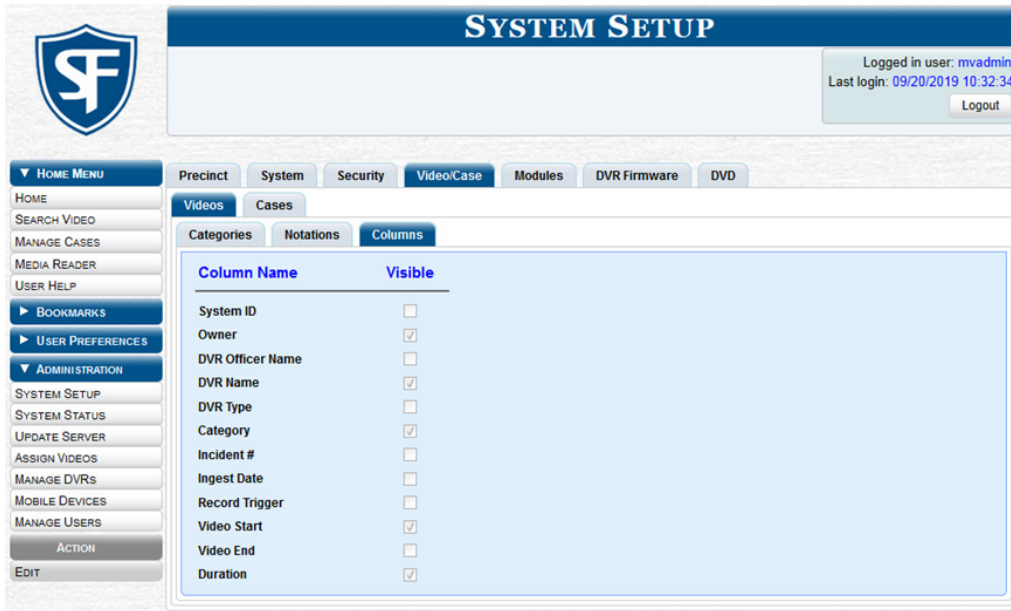 SYSTEM SETUP
SF
Logged in user: mvadmin
Last login: 09/20/2019 10:32:34
Logout
▼ HOME MENU
HOME
SEARCH VIDEO
MANAGE CASES
MEDIA READER
USER HELP
▶ BOOKMARKS
▶ USER PREFERENCES
▼ ADMINISTRATION
SYSTEM SETUP
SYSTEM STATUS
UPDATE SERVER
ASSIGN VIDEOS
MANAGE DVRS
MOBILE DEVICES
MANAGE USERS
ACTION
EDIT
Precinct System Security Video/Case Modules DVR Firmware DVD
Videos Cases
Categories Notations Columns
Column Name Visible
System ID
Owner
DVR Officer Name
DVR Name
DVR Type
Category
Incident #
Ingest Date
Record Trigger
Video Start
Video End
Duration